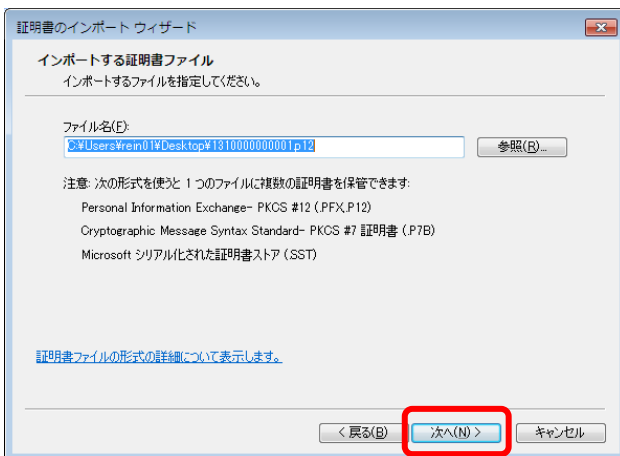 証明書のインポート ウィザード
インポートする証明書ファイル
インポートするファイルを指定してください。
ファイル名(F):
C:¥Users¥rein01¥Desktop¥1310000000001p12
参照(R)...
注意: 次の形式を使うと 1 つのファイルに複数の証明書を保管できます:
Personal Information Exchange- PKCS #12 (.PFX,.P12)
Cryptographic Message Syntax Standard- PKCS #7 証明書 (.P7B)
Microsoft シリアル化された証明書ストア (.SST)
証明書ファイルの形式の詳細について表示します。
< 戻る(B) 次へ(N) > キャンセル